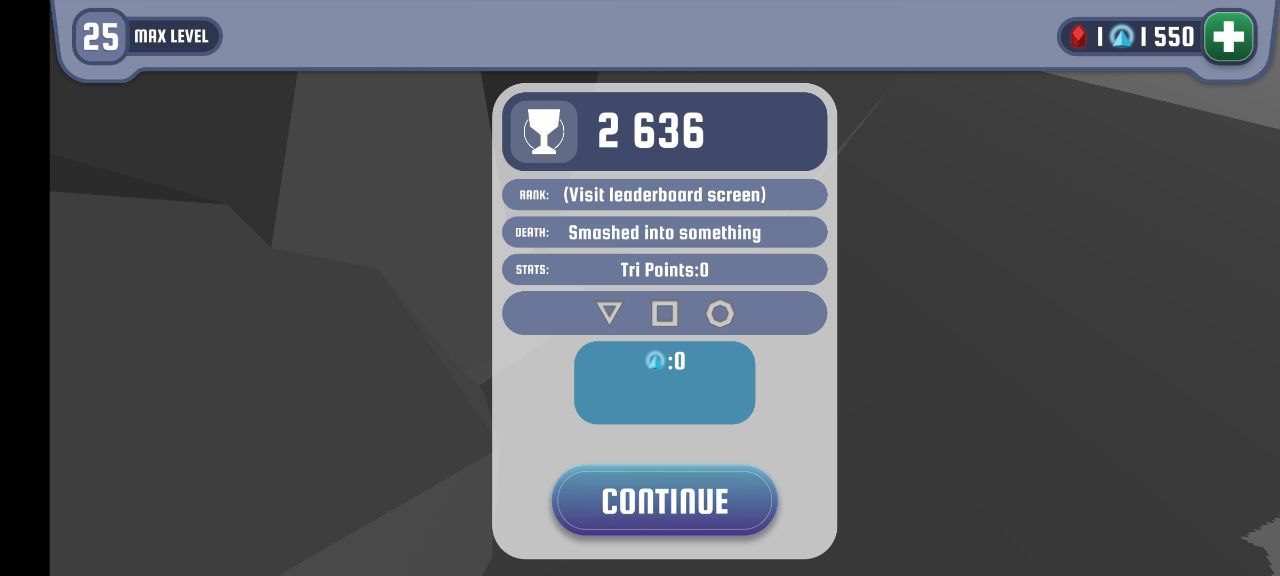 25 MAX LEVEL
1 1 550
2 636
RANK: (Visit leaderboard screen)
DEATH: Smashed into something
STATS: Tri Points:0
:0
CONTINUE